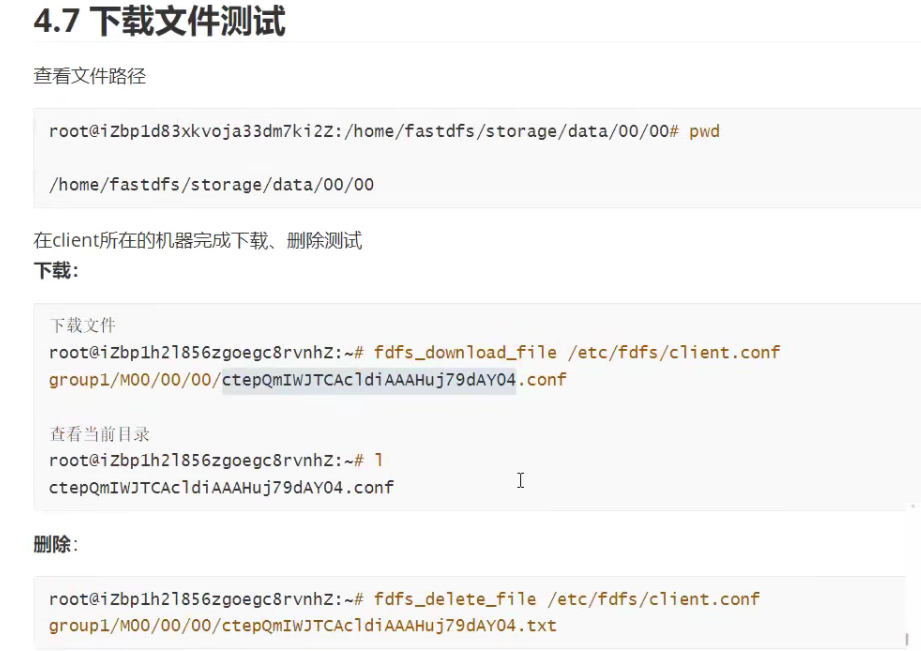 4.7 下载文件测试
查看文件路径
root@iZbp1d83xkvoja33dm7ki2Z:/home/fastdfs/storage/data/00/00# pwd
/home/fastdfs/storage/data/00/00
在client所在的机器完成下载、删除测试
下载：
下载文件
root@iZbp1h2l856zgoegc8rvnhZ:~# fdfs_download_file /etc/fdfs/client.conf
group1/M00/00/00/ctepQmIWJTCAcldiAAAHuj79dAY04.conf
查看当前目录
root@iZbp1h2l856zgoegc8rvnhZ:~# l
ctepQmIWJTCAcldiAAAHuj79dAY04.conf
删除：
root@iZbp1h2l856zgoegc8rvnhZ:~# fdfs_delete_file /etc/fdfs/client.conf
group1/M00/00/00/ctepQmIWJTCAcldiAAAHuj79dAY04.txt